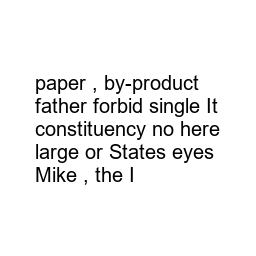 paper , by-product
father forbid single It
constituency no here
large or States eyes
Mike , the I